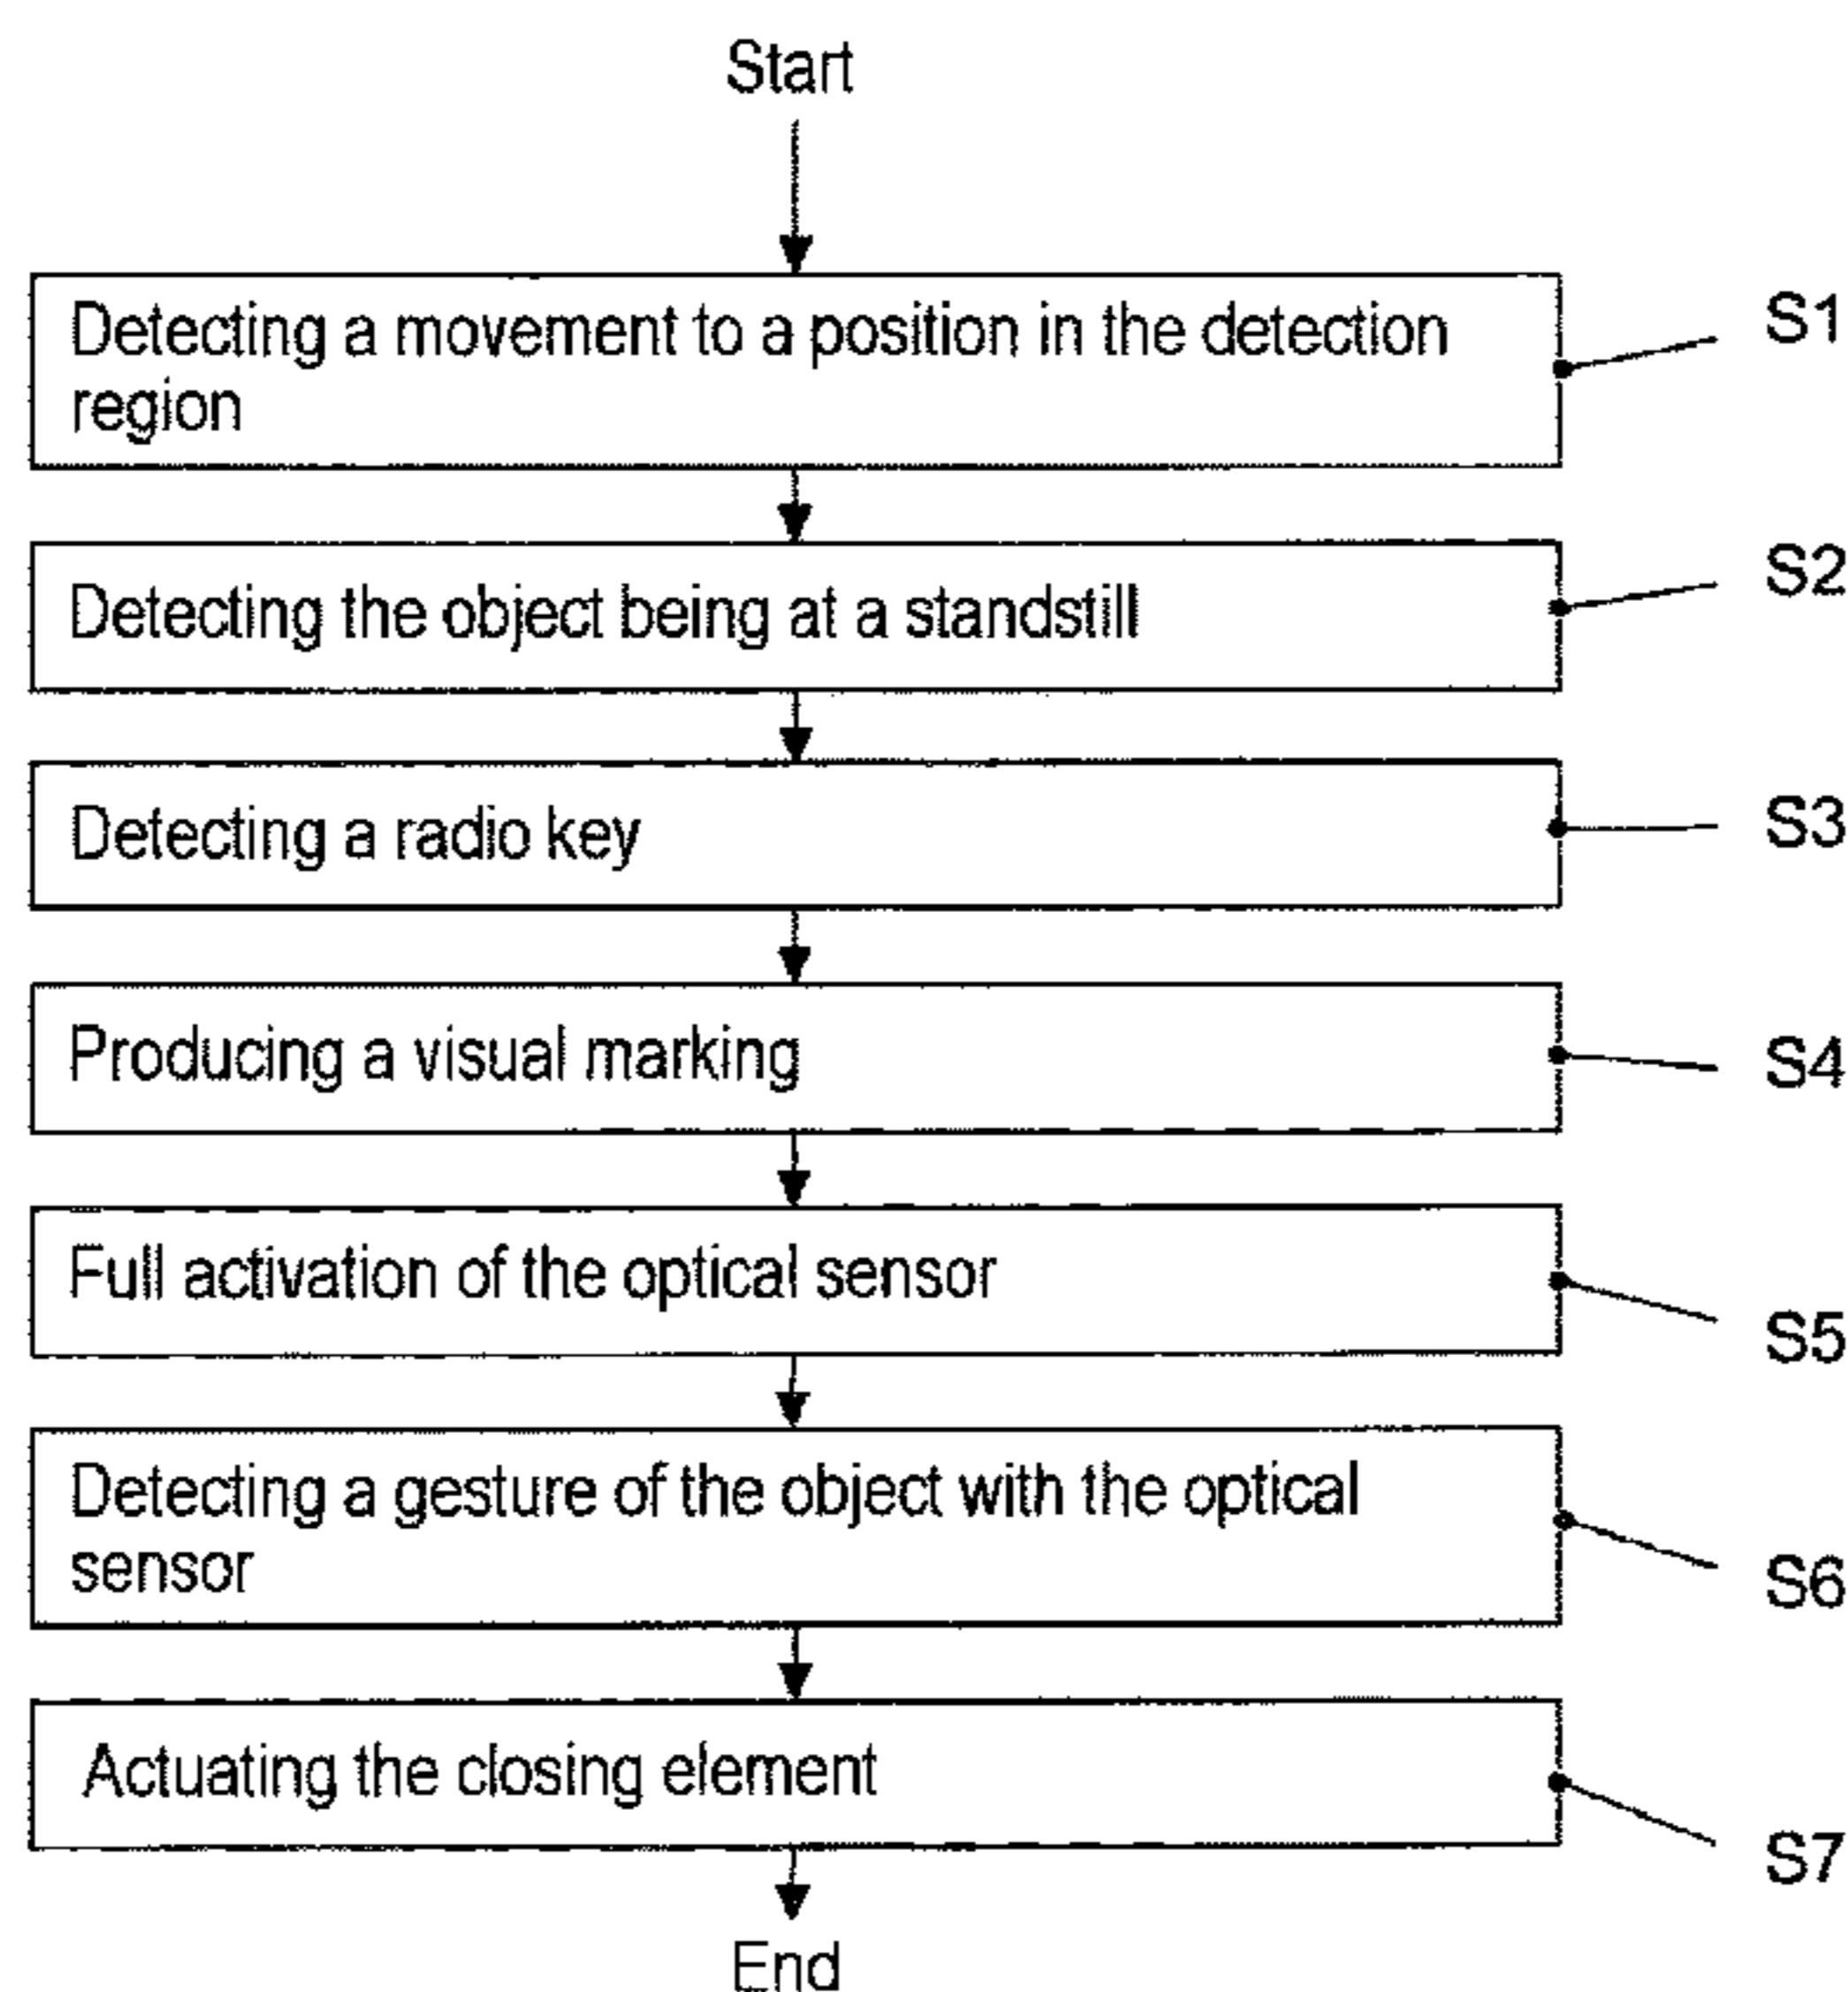 Start
Detecting a movement to a position in the detection
region
S1
Detecting the object being at a standstill
S2
Detecting a radio key
S3
Producing a visual marking
S4
Full activation of the optical sensor
S5
Detecting a gesture of the object with the optical
sensor
S6
Actuating the closing element
S7
End